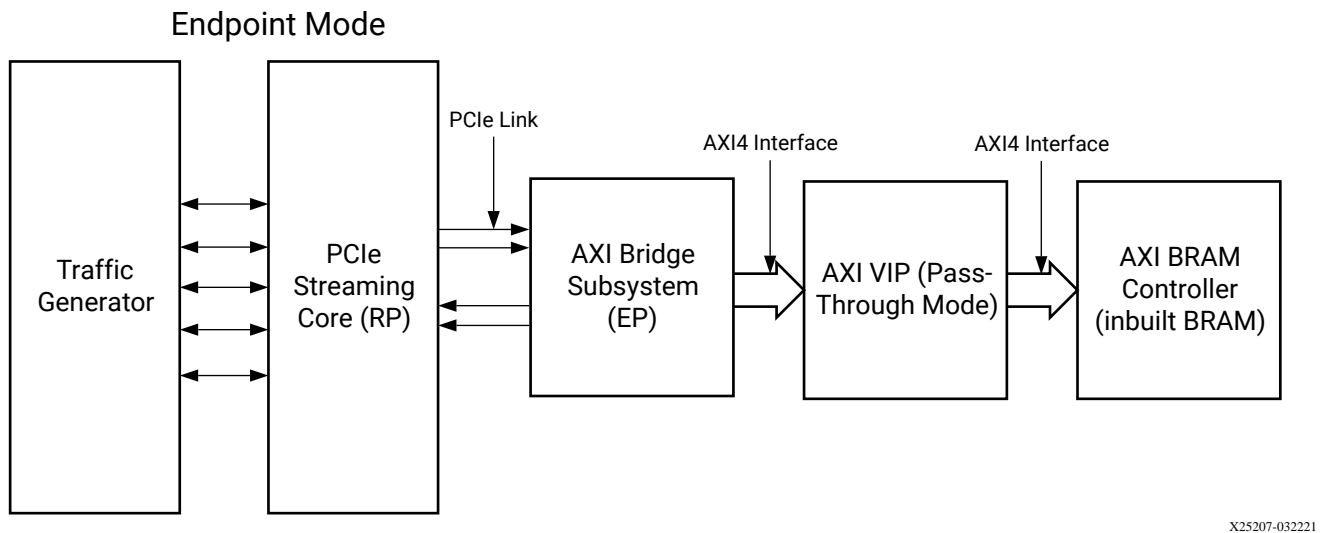 Endpoint Mode
Traffic
Generator
PCIe
Streaming
Core (RP)
PCIe Link
AXI Bridge
Subsystem
(EP)
AXI4 Interface
AXI VIP (Pass-
Through Mode)
AXI4 Interface
AXI BRAM
Controller
(inbuilt BRAM)
X25207-032221